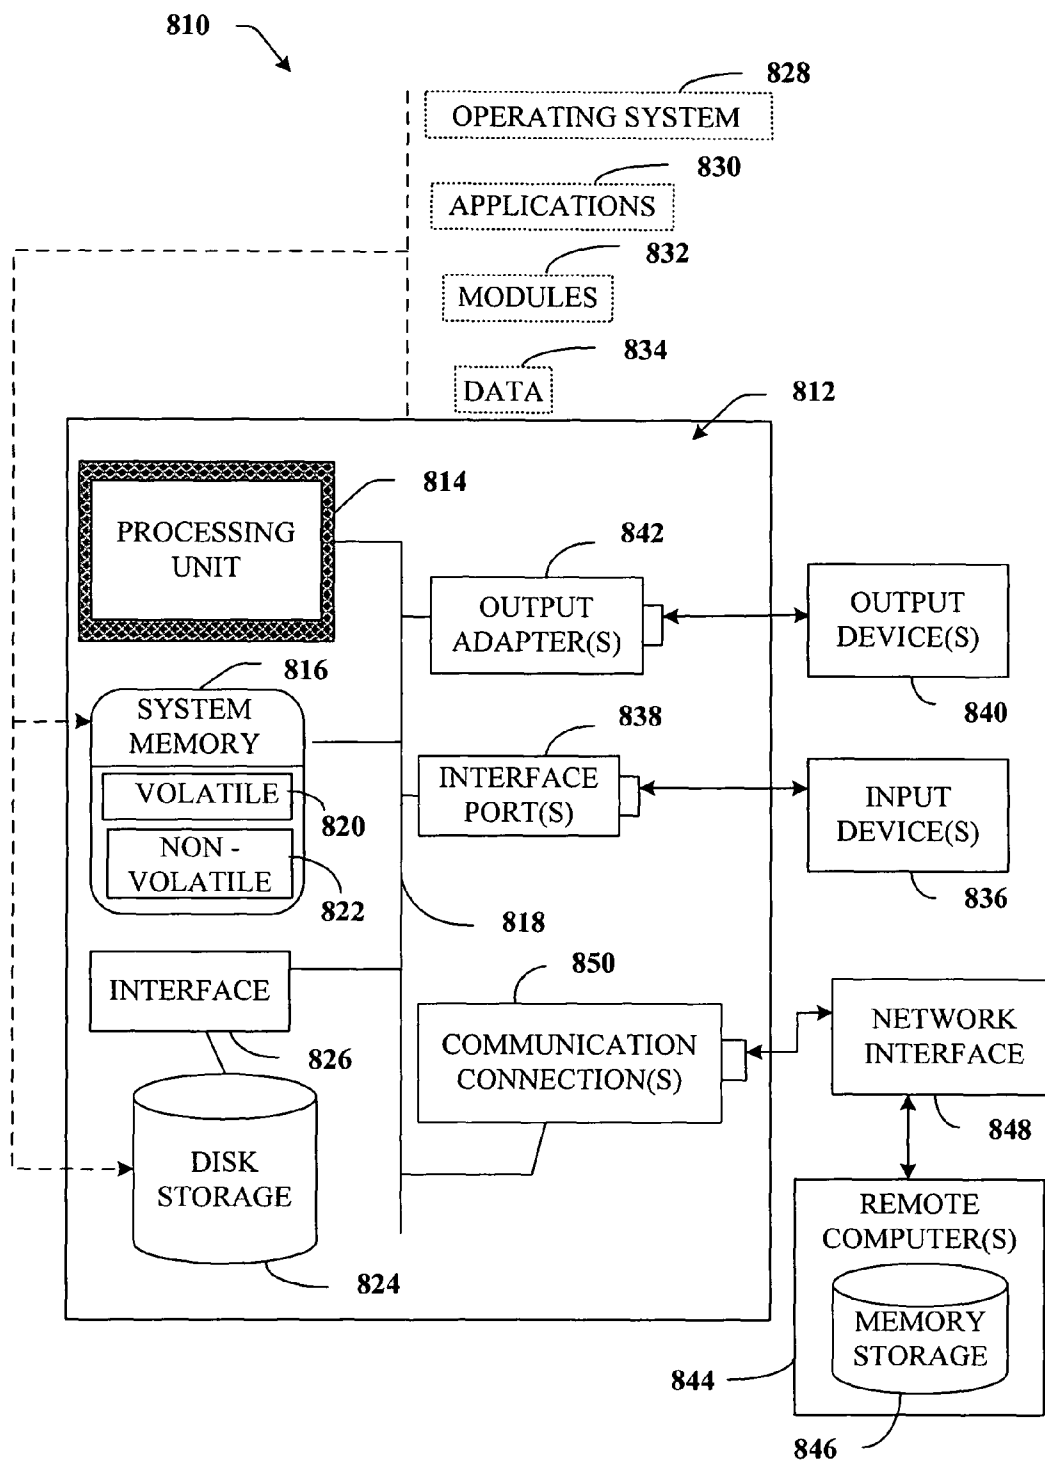 810
828
OPERATING SYSTEM
830
APPLICATIONS
832
MODULES
834
DATA
812
814
PROCESSING
UNIT
842
OUTPUT
ADAPTER(S)
OUTPUT
DEVICE(S)
840
816
SYSTEM
MEMORY
VOLATILE
820
NON -
VOLATILE
822
838
INTERFACE
PORT(S)
INPUT
DEVICE(S)
836
818
INTERFACE
826
850
COMMUNICATION
CONNECTION(S)
NETWORK
INTERFACE
848
DISK
STORAGE
824
REMOTE
COMPUTER(S)
MEMORY
STORAGE
844
846